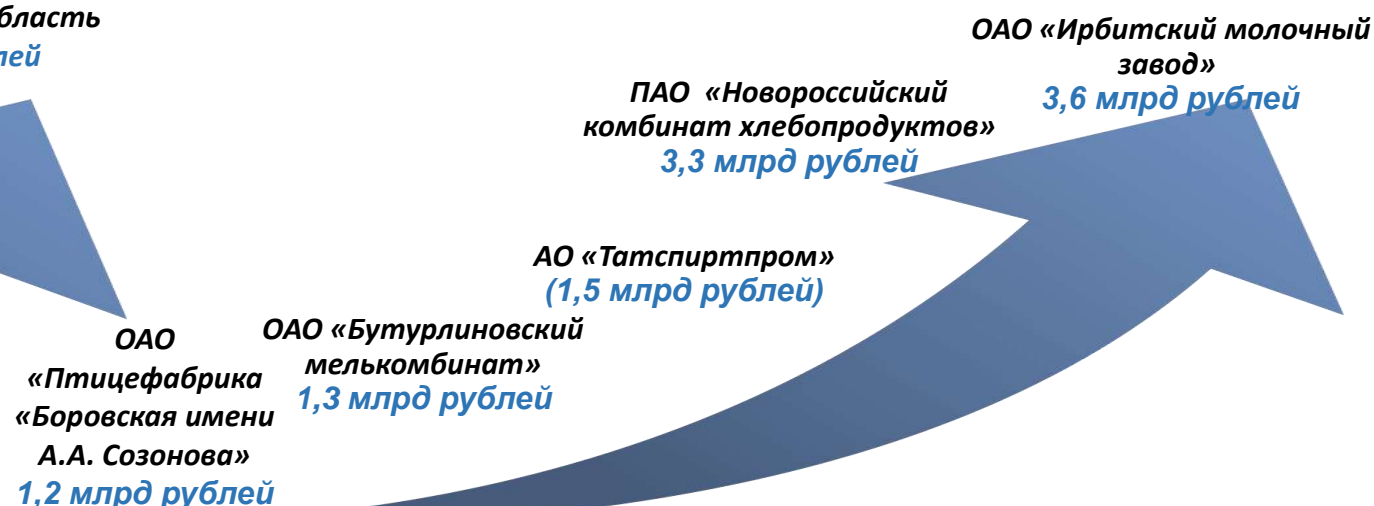 ОАО «Ирбитский молочный
завод»
3,6 млрд рублей
ПАО «Новороссийский
комбинат хлебопродуктов»
3,3 млрд рублей
АО «Татспиртпром»
(1,5 млрд рублей)
ОАО «Бутурлиновский
мелькомбинат»
1,3 млрд рублей
ОАО
«Птицефабрика
«Боровская имени
А.А. Созонова»
1,2 млрд рублей